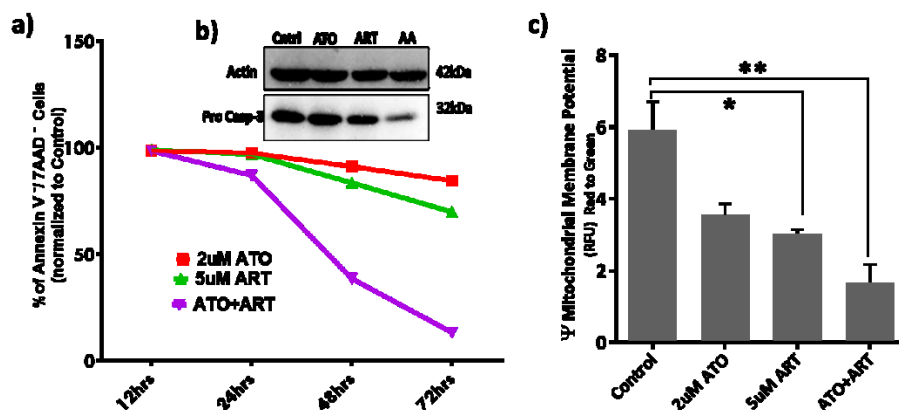 a)
% of Annexin V⁻/7AAD⁻ Cells
(normalized to Control)
150
100
50
0
12hrs
24hrs
48hrs
72hrs
2uM ATO
5uM ART
ATO+ART
b)
Cntrl ATO ART AA
Actin 42kDa
Pro Casp-3 32kDa
c)
Ψ Mitochondrial Membrane Potential
(RFU) Red to Green
8
6
4
2
0
**
*
Control
2uM ATO
5uM ART
ATO+ART